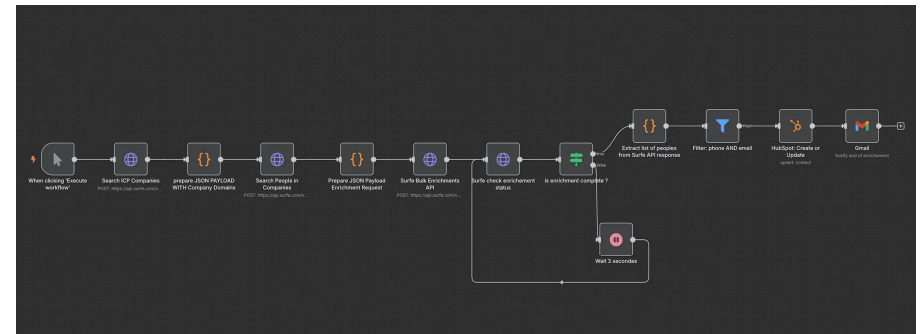 When clicking 'Execute
workflow'
Search ICP Companies
POST: https://api.surfe.com/v...
prepare JSON PAYLOAD
WITH Company Domains
Search People in
Companies
POST: https://api.surfe.com/v...
Prepare JSON Payload
Enrichment Request
Surfe Bulk Enrichments
API
POST: https://api.surfe.com/v...
Surfe check enrichement
status
Is enrichment complete ?
true
false
Wait 3 secondes
Extract list of peoples
from Surfe API response
Filter: phone AND email
HubSpot: Create or
Update
upsert: contact
Gmail
Notify end of enrichment